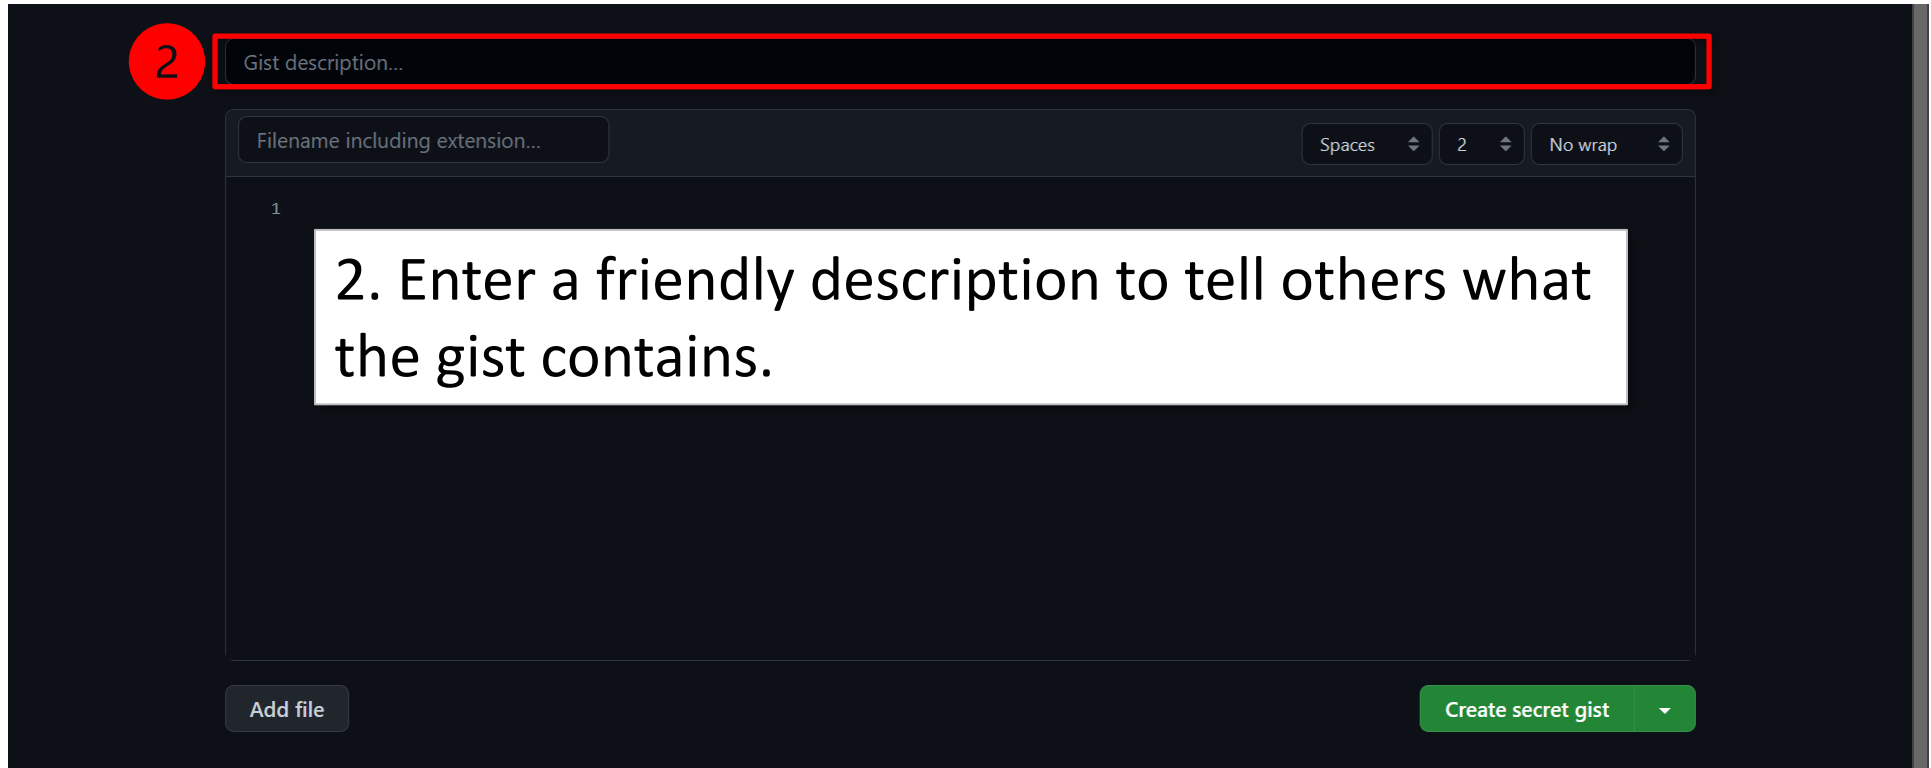 2
Gist description...
Filename including extension...
Spaces
2
No wrap
1
2. Enter a friendly description to tell others what
the gist contains.
Add file
Create secret gist